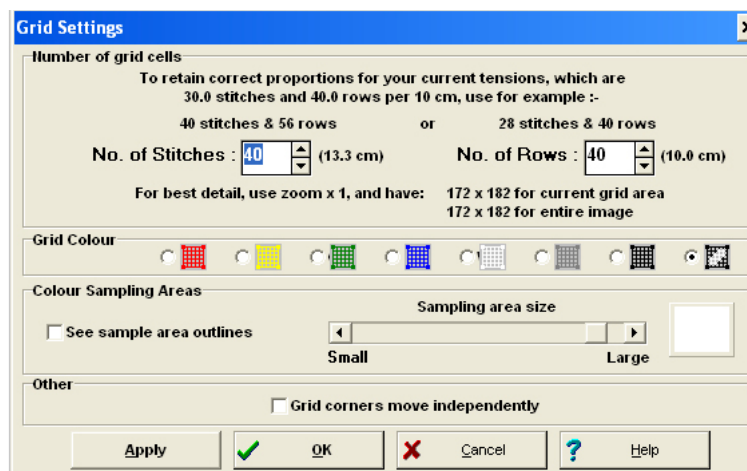 Grid Settings
Number of grid cells
To retain correct proportions for your current tensions, which are
30.0 stitches and 40.0 rows per 10 cm, use for example :-
40 stitches & 56 rows or 28 stitches & 40 rows
No. of Stitches : 40 (13.3 cm) No. of Rows : 40 (10.0 cm)
For best detail, use zoom x 1, and have: 172 x 182 for current grid area
172 x 182 for entire image
Grid Colour
Colour Sampling Areas
Sampling area size
See sample area outlines
Small Large
Other
Grid corners move independently
Apply OK Cancel ? Help